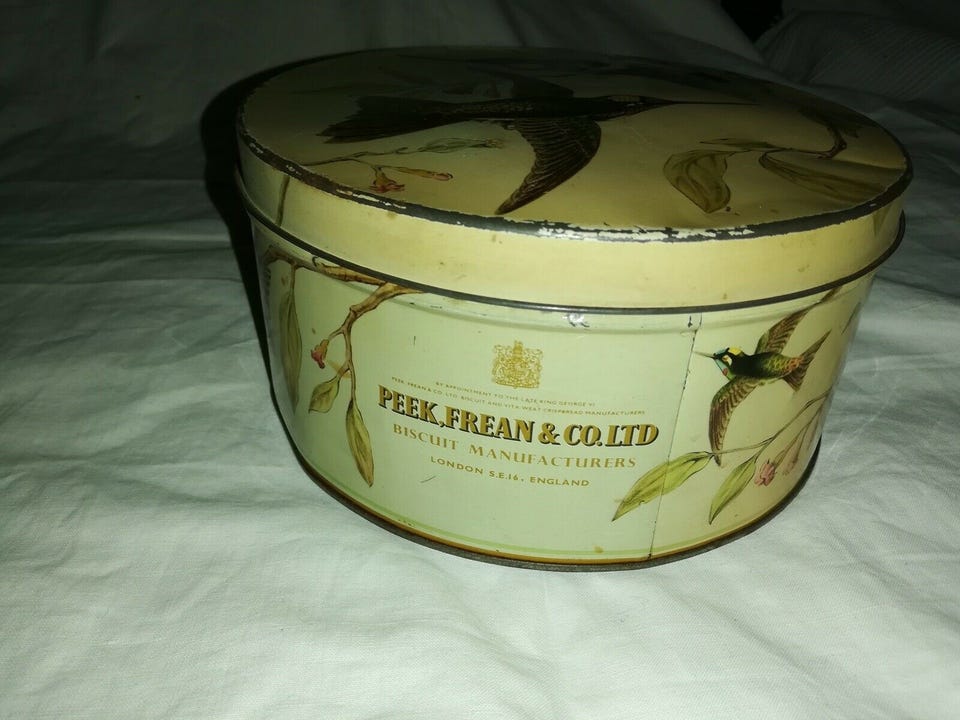 BY APPOINTMENT TO THE LATE KING GEORGE VI
PEEK, FREAN & CO. LTD. BISCUIT AND VITA-WEAT CRISPBREAD MANUFACTURERS
PEEK, FREAN & CO. LTD
BISCUIT MANUFACTURERS
LONDON S.E.16, ENGLAND